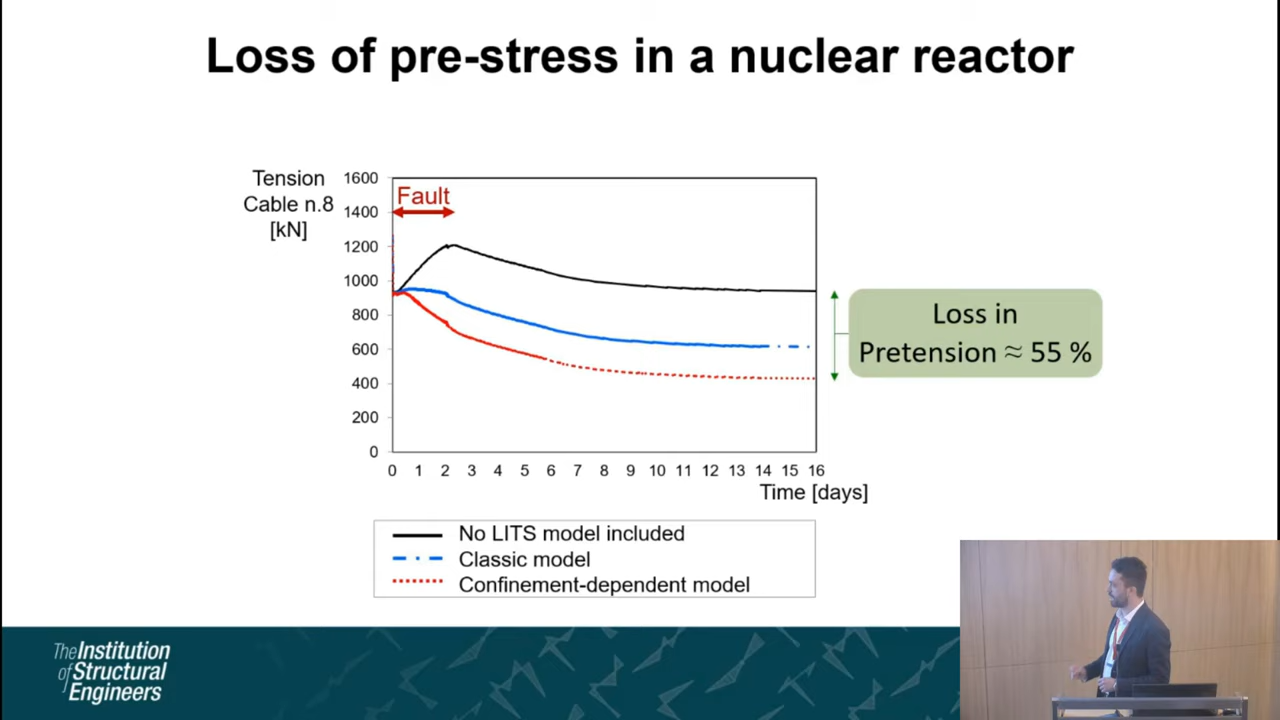 Loss of pre-stress in a nuclear reactor
Tension
Cable n.8
[kN]
1600
1400
1200
1000
800
600
400
200
0
Fault
0 1 2 3 4 5 6 7 8 9 10 11 12 13 14 15 16
Time [days]
Loss in
Pretension ≈ 55 %
No LITS model included
Classic model
Confinement-dependent model
The Institution
of Structural
Engineers